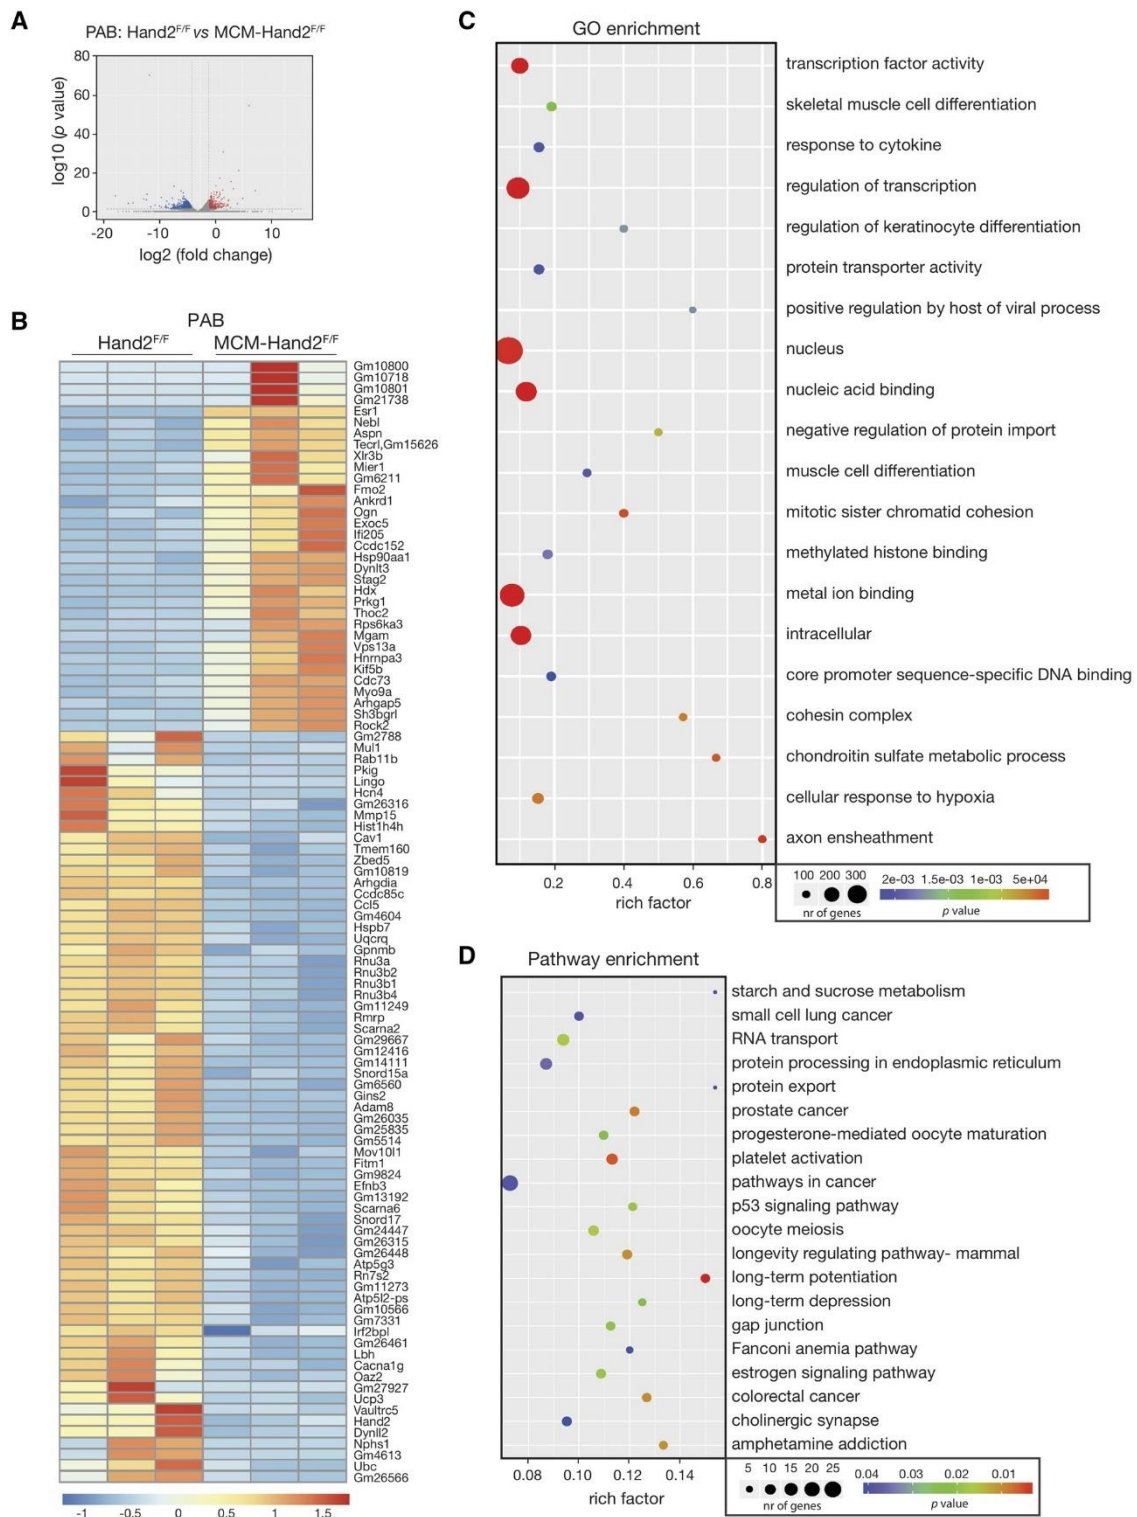 A
PAB: Hand2F/F vs MCM-Hand2F/F
80
60
40
20
0
log10 (p value)
-20
-10
0
10
log2 (fold change)
B
PAB
Hand2F/F
MCM-Hand2F/F
Gm10800
Gm10718
Gm10801
Gm21738
Esr1
Nebl
Aspn
Tecrl,Gm15626
Xlr3b
Mier1
Gm6211
Fmo2
Ankrd1
Ogn
Exoc5
Ifi205
Ccdc152
Hsp90aa1
Dynlt3
Stag2
Hdx
Prkg1
Thoc2
Rps6ka3
Mgam
Vps13a
Hnrnpa3
Kif5b
Cdc73
Myo9a
Arhgap5
Sh3bgrl
Rock2
Gm2788
Mul1
Rab11b
Pkig
Lingo
Hcn4
Gm26316
Mmp15
Hist1h4h
Cav1
Tmem160
Zbed5
Gm10819
Arhgdia
Ccdc85c
Ccl5
Gm4604
Hspb7
Uqcrq
Gpnmb
Rnu3a
Rnu3b2
Rnu3b1
Rnu3b4
Gm11249
Rmrp
Scarna2
Gm29667
Gm12416
Gm14111
Snord15a
Gm6560
Gins2
Adam8
Gm26035
Gm25835
Gm5514
Mov10l1
Fitm1
Gm9824
Efnb3
Gm13192
Scarna6
Snord17
Gm24447
Gm26315
Gm26448
Atp5g3
Rn7s2
Gm11273
Atp5l2-ps
Gm10566
Gm7331
Irf2bpl
Gm26461
Lbh
Cacna1g
Oaz2
Gm27927
Ucp3
Vaultrc5
Hand2
Dynll2
Nphs1
Gm4613
Ubc
Gm26566
-1 -0.5 0 0.5 1 1.5
C
GO enrichment
transcription factor activity
skeletal muscle cell differentiation
response to cytokine
regulation of transcription
regulation of keratinocyte differentiation
protein transporter activity
positive regulation by host of viral process
nucleus
nucleic acid binding
negative regulation of protein import
muscle cell differentiation
mitotic sister chromatid cohesion
methylated histone binding
metal ion binding
intracellular
core promoter sequence-specific DNA binding
cohesin complex
chondroitin sulfate metabolic process
cellular response to hypoxia
axon ensheathment
0.2 0.4 0.6 0.8
rich factor
100 200 300
nr of genes
2e-03 1.5e-03 1e-03 5e+04
p value
D
Pathway enrichment
starch and sucrose metabolism
small cell lung cancer
RNA transport
protein processing in endoplasmic reticulum
protein export
prostate cancer
progesterone-mediated oocyte maturation
platelet activation
pathways in cancer
p53 signaling pathway
oocyte meiosis
longevity regulating pathway- mammal
long-term potentiation
long-term depression
gap junction
Fanconi anemia pathway
estrogen signaling pathway
colorectal cancer
cholinergic synapse
amphetamine addiction
0.08 0.10 0.12 0.14
rich factor
5 10 15 20 25
nr of genes
0.04 0.03 0.02 0.01
p value